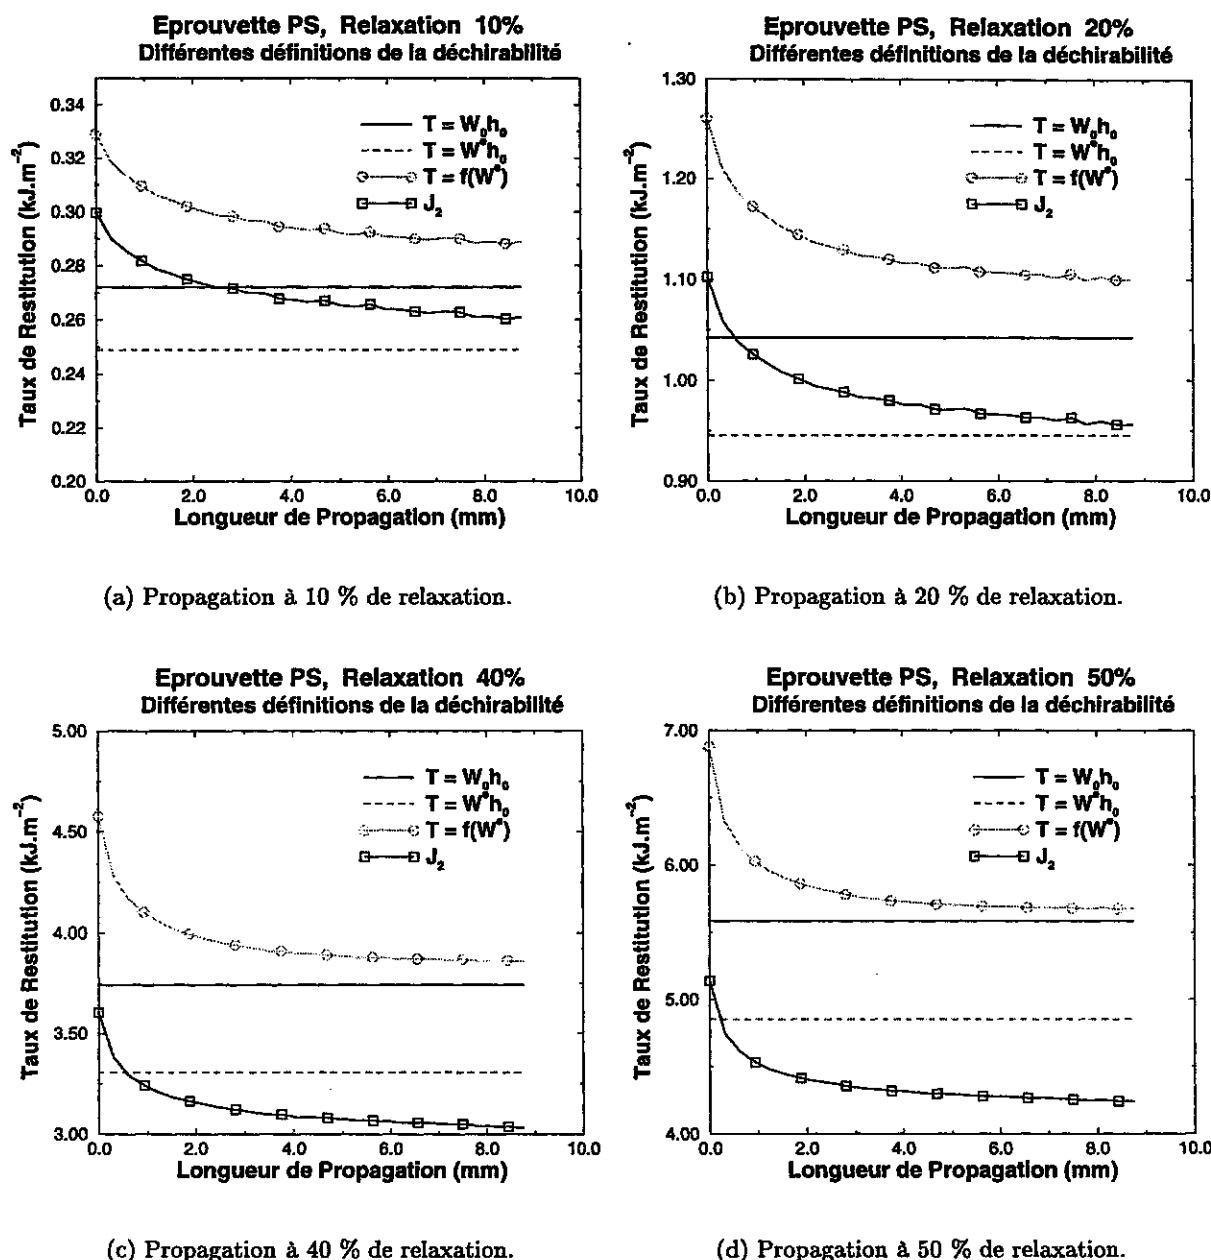 Eprouvette PS, Relaxation 10%
Différentes définitions de la déchirabilité
Taux de Restitution (kJ.m⁻²)
0.34
0.32
0.30
0.28
0.26
0.24
0.22
0.20
T = W₀h₀
T = W*h₀
T = f(W*)
J₂
0.0 2.0 4.0 6.0 8.0 10.0
Longueur de Propagation (mm)
(a) Propagation à 10 % de relaxation.
Eprouvette PS, Relaxation 20%
Différentes définitions de la déchirabilité
Taux de Restitution (kJ.m⁻²)
1.30
1.20
1.10
1.00
0.90
T = W₀h₀
T = W*h₀
T = f(W*)
J₂
0.0 2.0 4.0 6.0 8.0 10.0
Longueur de Propagation (mm)
(b) Propagation à 20 % de relaxation.
Eprouvette PS, Relaxation 40%
Différentes définitions de la déchirabilité
Taux de Restitution (kJ.m⁻²)
5.00
4.50
4.00
3.50
3.00
T = W₀h₀
T = W*h₀
T = f(W*)
J₂
0.0 2.0 4.0 6.0 8.0 10.0
Longueur de Propagation (mm)
(c) Propagation à 40 % de relaxation.
Eprouvette PS, Relaxation 50%
Différentes définitions de la déchirabilité
Taux de Restitution (kJ.m⁻²)
7.00
6.00
5.00
4.00
T = W₀h₀
T = W*h₀
T = f(W*)
J₂
0.0 2.0 4.0 6.0 8.0 10.0
Longueur de Propagation (mm)
(d) Propagation à 50 % de relaxation.